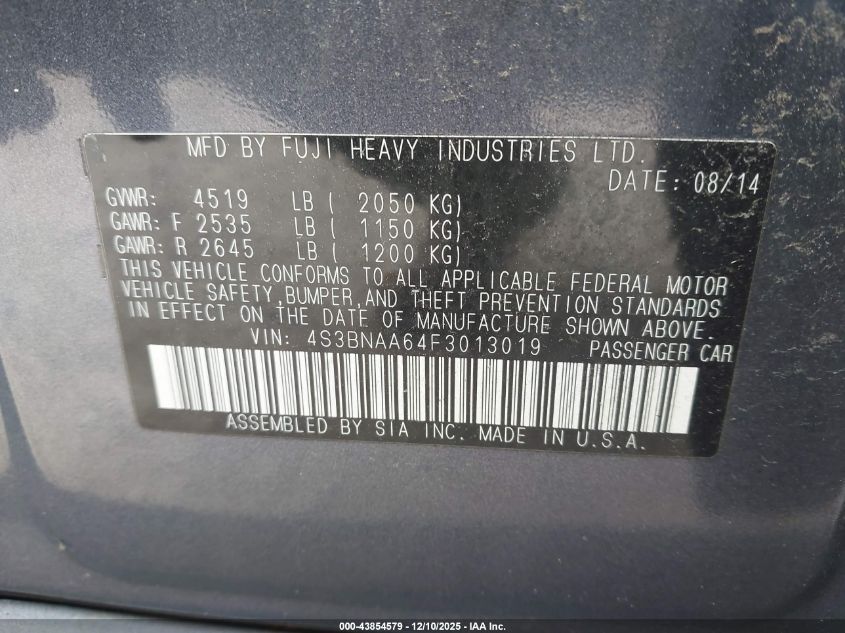 MFD BY FUJI HEAVY INDUSTRIES LTD.
DATE: 08/14
GVWR: 4519 LB ( 2050 KG)
GAWR: F 2535 LB ( 1150 KG)
GAWR: R 2645 LB ( 1200 KG)
THIS VEHICLE CONFORMS TO ALL APPLICABLE FEDERAL MOTOR
VEHICLE SAFETY,BUMPER,AND THEFT PREVENTION STANDARDS
IN EFFECT ON THE DATE OF MANUFACTURE SHOWN ABOVE.
VIN: 4S3BNAA64F3013019 PASSENGER CAR
ASSEMBLED BY SIA INC. MADE IN U.S.A.
000-43854579 - 12/10/2025 - IAA Inc.